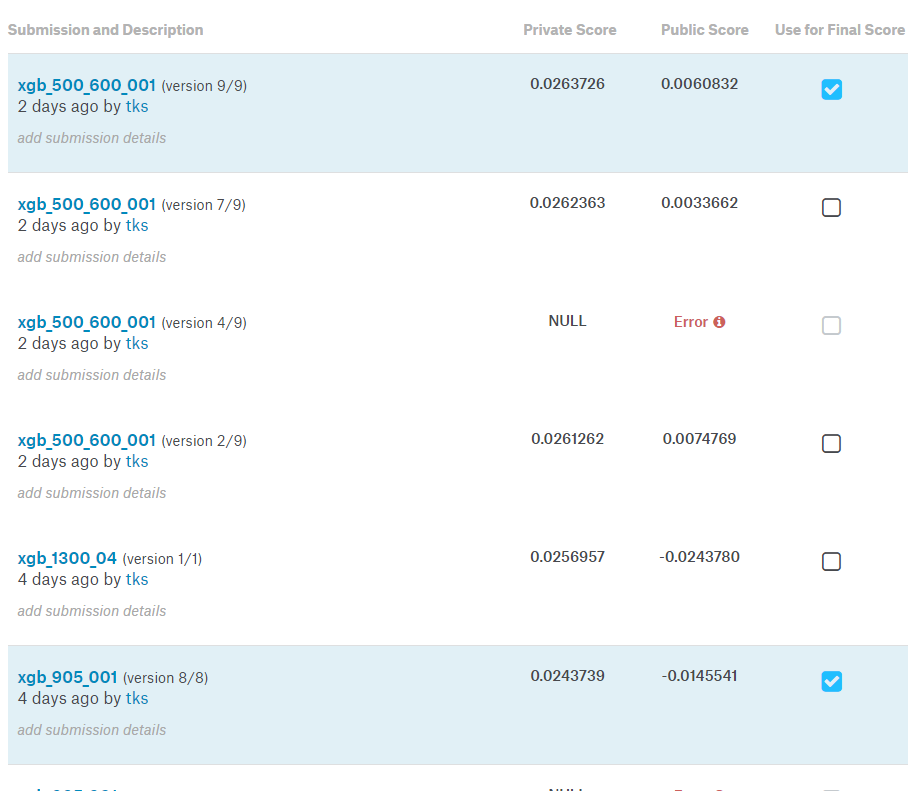 Submission and Description Private Score Public Score Use for Final Score
xgb_500_600_001 (version 9/9) 0.0263726 0.0060832
2 days ago by tks
add submission details
xgb_500_600_001 (version 7/9) 0.0262363 0.0033662
2 days ago by tks
add submission details
xgb_500_600_001 (version 4/9) NULL Error
2 days ago by tks
add submission details
xgb_500_600_001 (version 2/9) 0.0261262 0.0074769
2 days ago by tks
add submission details
xgb_1300_04 (version 1/1) 0.0256957 -0.0243780
4 days ago by tks
add submission details
xgb_905_001 (version 8/8) 0.0243739 -0.0145541
4 days ago by tks
add submission details